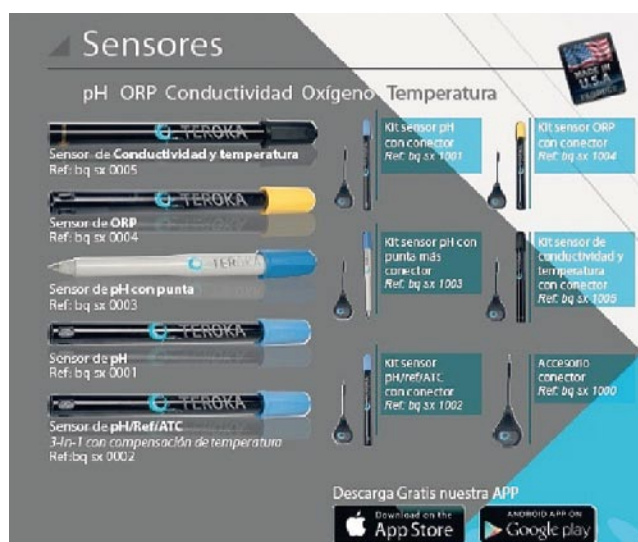 Sensores
MADE IN
U.S.A
PRODUCT
pH ORP Conductividad Oxígeno Temperatura
TEROKA
Sensor de Conductividad y temperatura
Ref: bq sx 0005
TEROKA
Sensor de ORP
Ref: bq sx 0004
TEROKA
Sensor de pH con punta
Ref: bq sx 0003
TEROKA
Sensor de pH
Ref: bq sx 0001
TEROKA
Sensor de pH/Ref/ATC
3-In-1 con compensación de temperatura
Ref:bq sx 0002
Kit sensor pH
con conector
Ref: bq sx 1001
Kit sensor ORP
con conector
Ref: bq sx 1004
Kit sensor pH con
punta más
conector
Ref: bq sx 1003
Kit sensor de
conductividad y
temperatura
con conector
Ref: bq sx 1005
Kit sensor
pH/ref/ATC
con conector
Ref: bq sx 1002
Accesorio
conector
Ref: bq sx 1000
Descarga Gratis nuestra APP
Download on the
App Store
ANDROID APP ON
Google play